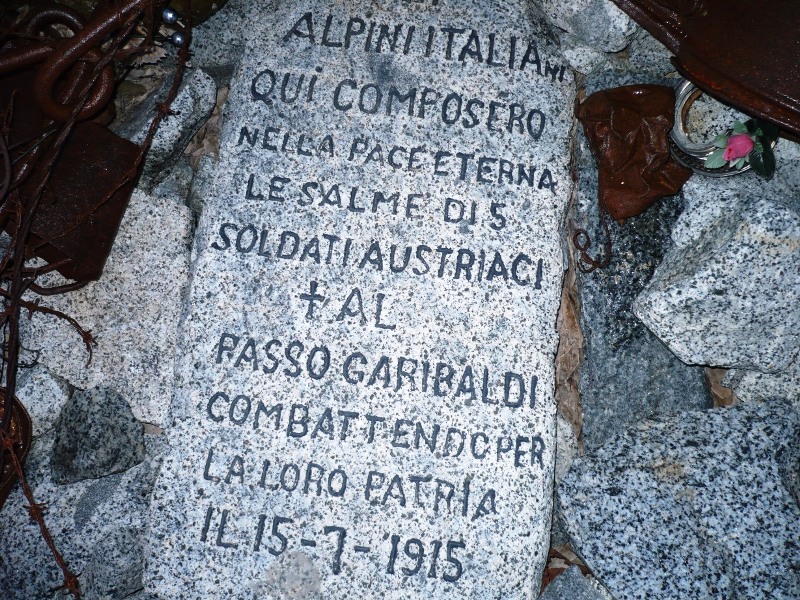 ALPINI ITALIANI
QUI COMPOSERO
NELLA PACE ETERNA
LE SALME DI 5
SOLDATI AUSTRIACI
✝ AL
PASSO GARIBALDI
COMBATTENDO PER
LA LORO PATRIA
IL 15-7-1915